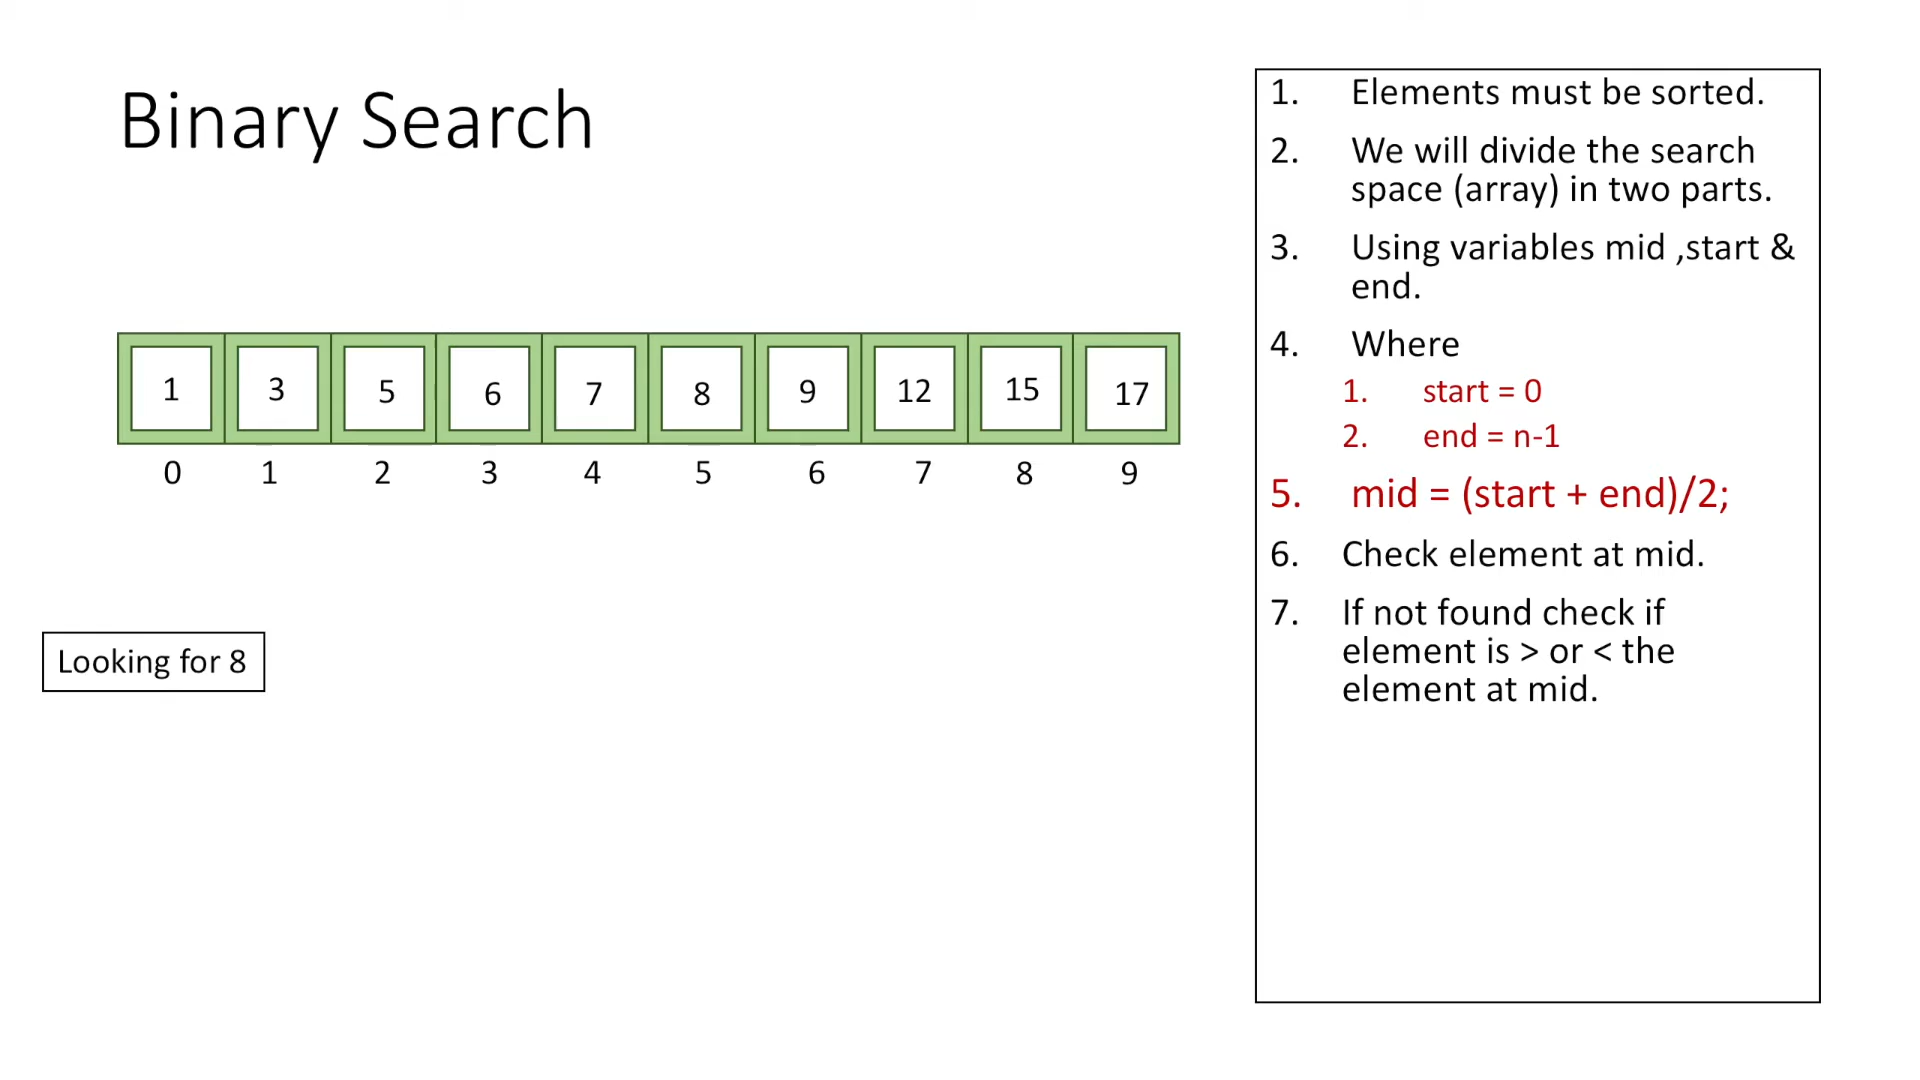 Binary Search
1 3 5 6 7 8 9 12 15 17
0 1 2 3 4 5 6 7 8 9
Looking for 8
1. Elements must be sorted.
2. We will divide the search
space (array) in two parts.
3. Using variables mid ,start &
end.
4. Where
1. start = 0
2. end = n-1
5. mid = (start + end)/2;
6. Check element at mid.
7. If not found check if
element is > or < the
element at mid.